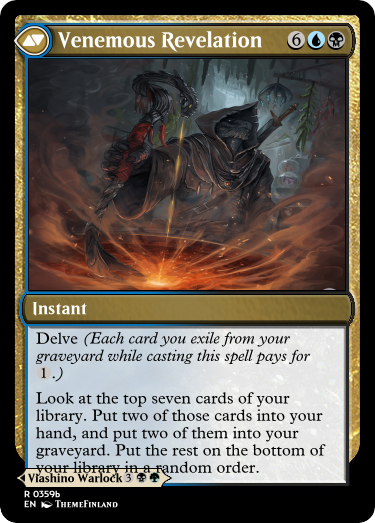 Venemous Revelation 6
Instant
Delve (Each card you exile from your
graveyard while casting this spell pays for
1.)
Look at the top seven cards of your
library. Put two of those cards into your
hand, and put two of them into your
graveyard. Put the rest on the bottom of
your library in a random order.
Viashino Warlock 3
R 0359b
EN ThemeFinland